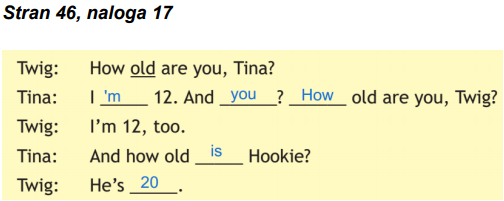 Stran 46, naloga 17
Twig: How old are you, Tina?
Tina: I 'm 12. And you? How old are you, Twig?
Twig: I'm 12, too.
Tina: And how old is Hookie?
Twig: He's 20.